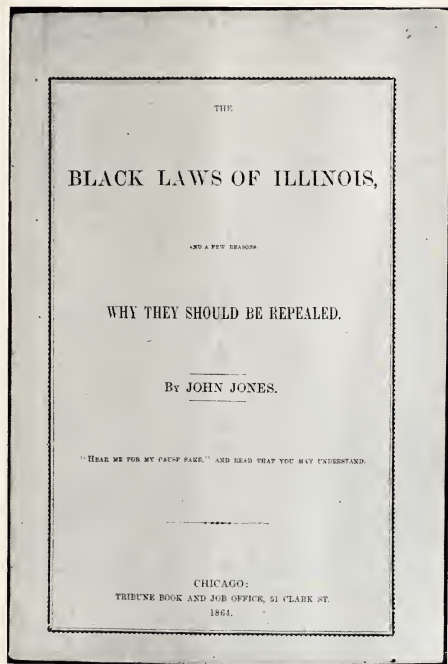 THE
BLACK LAWS OF ILLINOIS,
AND A FEW REASONS
WHY THEY SHOULD BE REPEALED.
BY JOHN JONES.
"HEAR ME FOR MY CAUSE SAKE," AND READ THAT YOU MAY UNDERSTAND.
CHICAGO:
TRIBUNE BOOK AND JOB OFFICE, 51 CLARK ST.
1864.